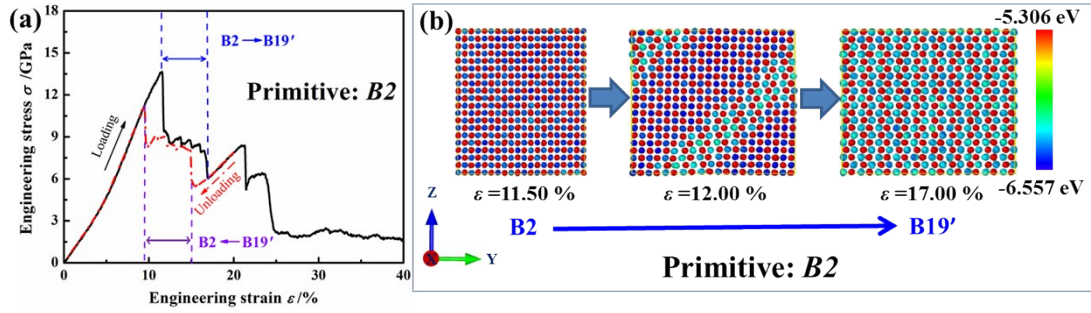 (a)
Engineering stress σ /GPa
18
15
12
9
6
3
0
B2 → B19′
Primitive: B2
Loading
Unloading
B2 ← B19′
0 10 20 30 40
Engineering strain ε /%
(b)
-5.306 eV
-6.557 eV
ε =11.50 %
ε =12.00 %
ε =17.00 %
Z
X
Y
B2
B19′
Primitive: B2